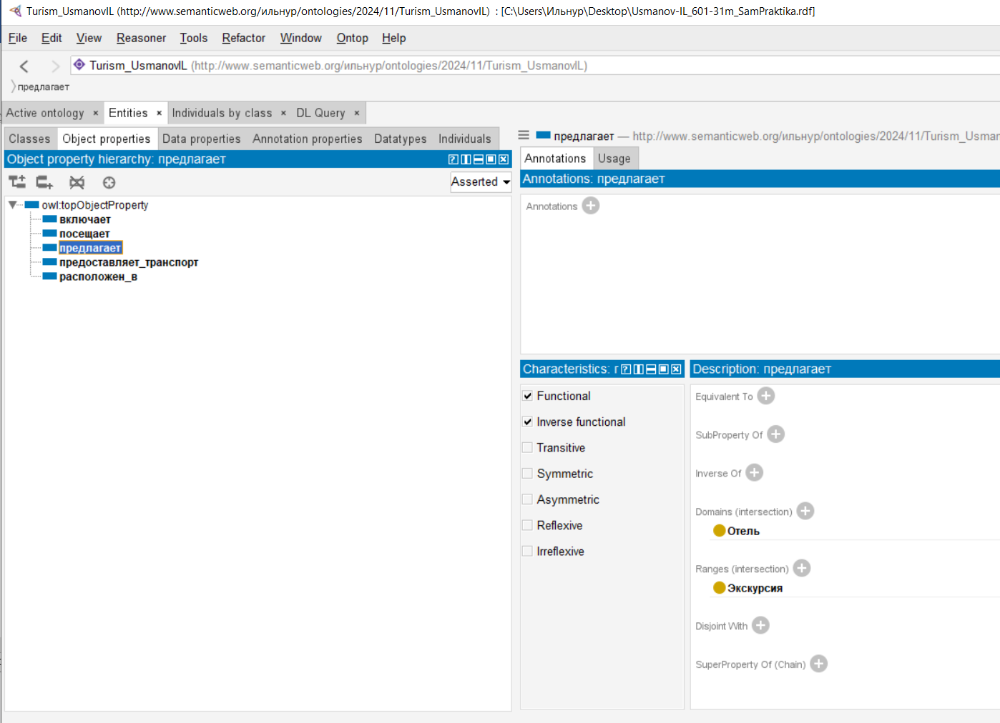 Turism_UsmanovIL (http://www.semanticweb.org/ильнур/ontologies/2024/11/Turism_UsmanovIL) : [C:\Users\Ильнур\Desktop\Usmanov-IL_601-31m_SamPraktika.rdf]
File Edit View Reasoner Tools Refactor Window Ontop Help
Turism_UsmanovIL (http://www.semanticweb.org/ильнур/ontologies/2024/11/Turism_UsmanovIL)
предлагает
Active ontology × Entities × Individuals by class × DL Query ×
Classes Object properties Data properties Annotation properties Datatypes Individuals
Object property hierarchy: предлагает
Asserted
owl:topObjectProperty
включает
посещает
предлагает
предоставляет_транспорт
расположен_в
предлагает — http://www.semanticweb.org/ильнур/ontologies/2024/11/Turism_Usmar
Annotations Usage
Annotations: предлагает
Annotations
Characteristics:
Functional
Inverse functional
Transitive
Symmetric
Asymmetric
Reflexive
Irreflexive
Description: предлагает
Equivalent To
SubProperty Of
Inverse Of
Domains (intersection)
Отель
Ranges (intersection)
Экскурсия
Disjoint With
SuperProperty Of (Chain)